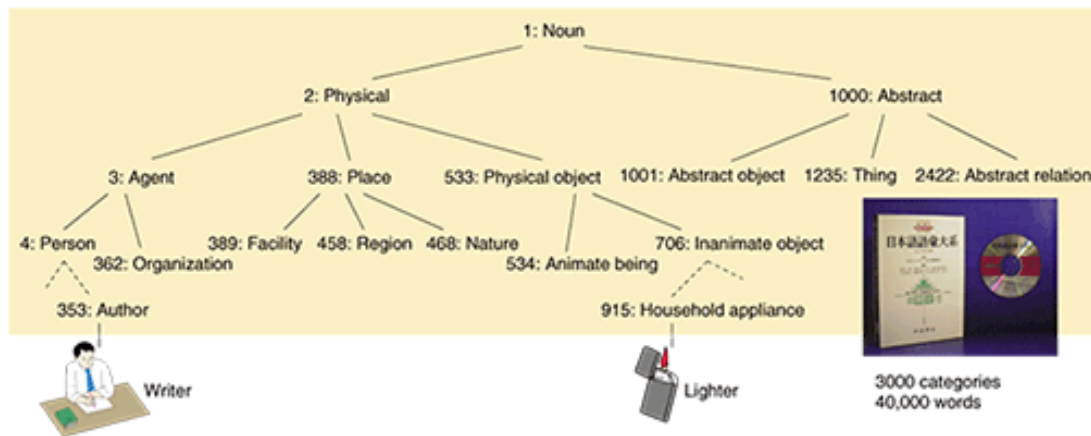 1: Noun
2: Physical
1000: Abstract
3: Agent
388: Place
533: Physical object
1001: Abstract object
1235: Thing
2422: Abstract relation
4: Person
389: Facility
458: Region
468: Nature
706: Inanimate object
362: Organization
534: Animate being
353: Author
915: Household appliance
日本語語彙大系
Writer
Lighter
3000 categories
40,000 words